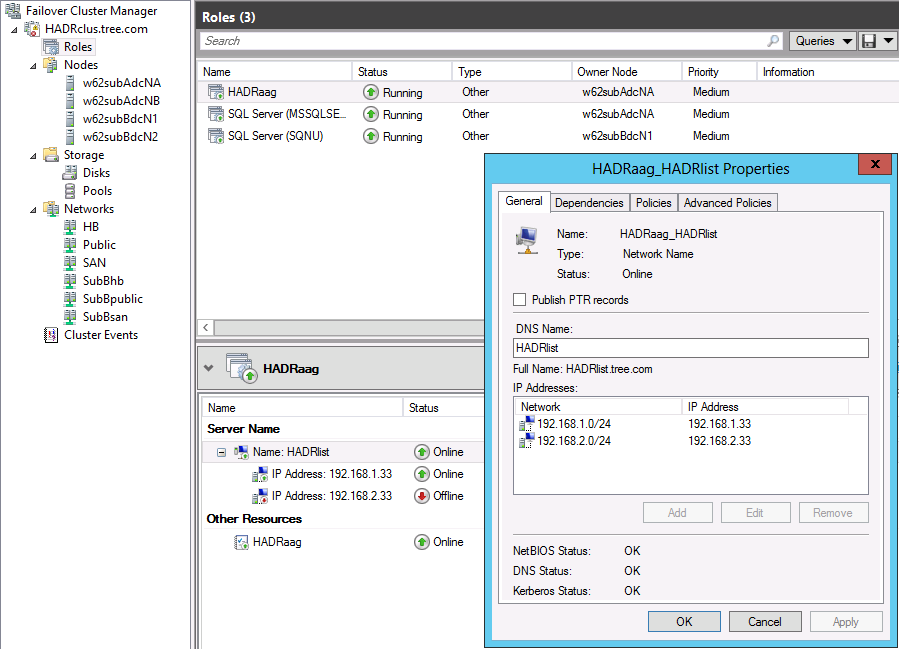 Failover Cluster Manager
HADRclus.tree.com
Roles
Nodes
w62subAdcNA
w62subAdcNB
w62subBdcN1
w62subBdcN2
Storage
Disks
Pools
Networks
HB
Public
SAN
SubBhb
SubBpublic
SubBsan
Cluster Events
Roles (3)
Search
Queries
Name Status Type Owner Node Priority Information
HADRaag Running Other w62subAdcNA Medium
SQL Server (MSSQLSE... Running Other w62subAdcNA Medium
SQL Server (SQNU) Running Other w62subBdcN1 Medium
HADRaag
Name Status
Server Name
Name: HADRlist Online
IP Address: 192.168.1.33 Online
IP Address: 192.168.2.33 Offline
Other Resources
HADRaag Online
HADRaag_HADRlist Properties
General Dependencies Policies Advanced Policies
Name: HADRaag_HADRlist
Type: Network Name
Status: Online
Publish PTR records
DNS Name:
HADRlist
Full Name: HADRlist.tree.com
IP Addresses:
Network IP Address
192.168.1.0/24 192.168.1.33
192.168.2.0/24 192.168.2.33
Add Edit Remove
NetBIOS Status: OK
DNS Status: OK
Kerberos Status: OK
OK Cancel Apply